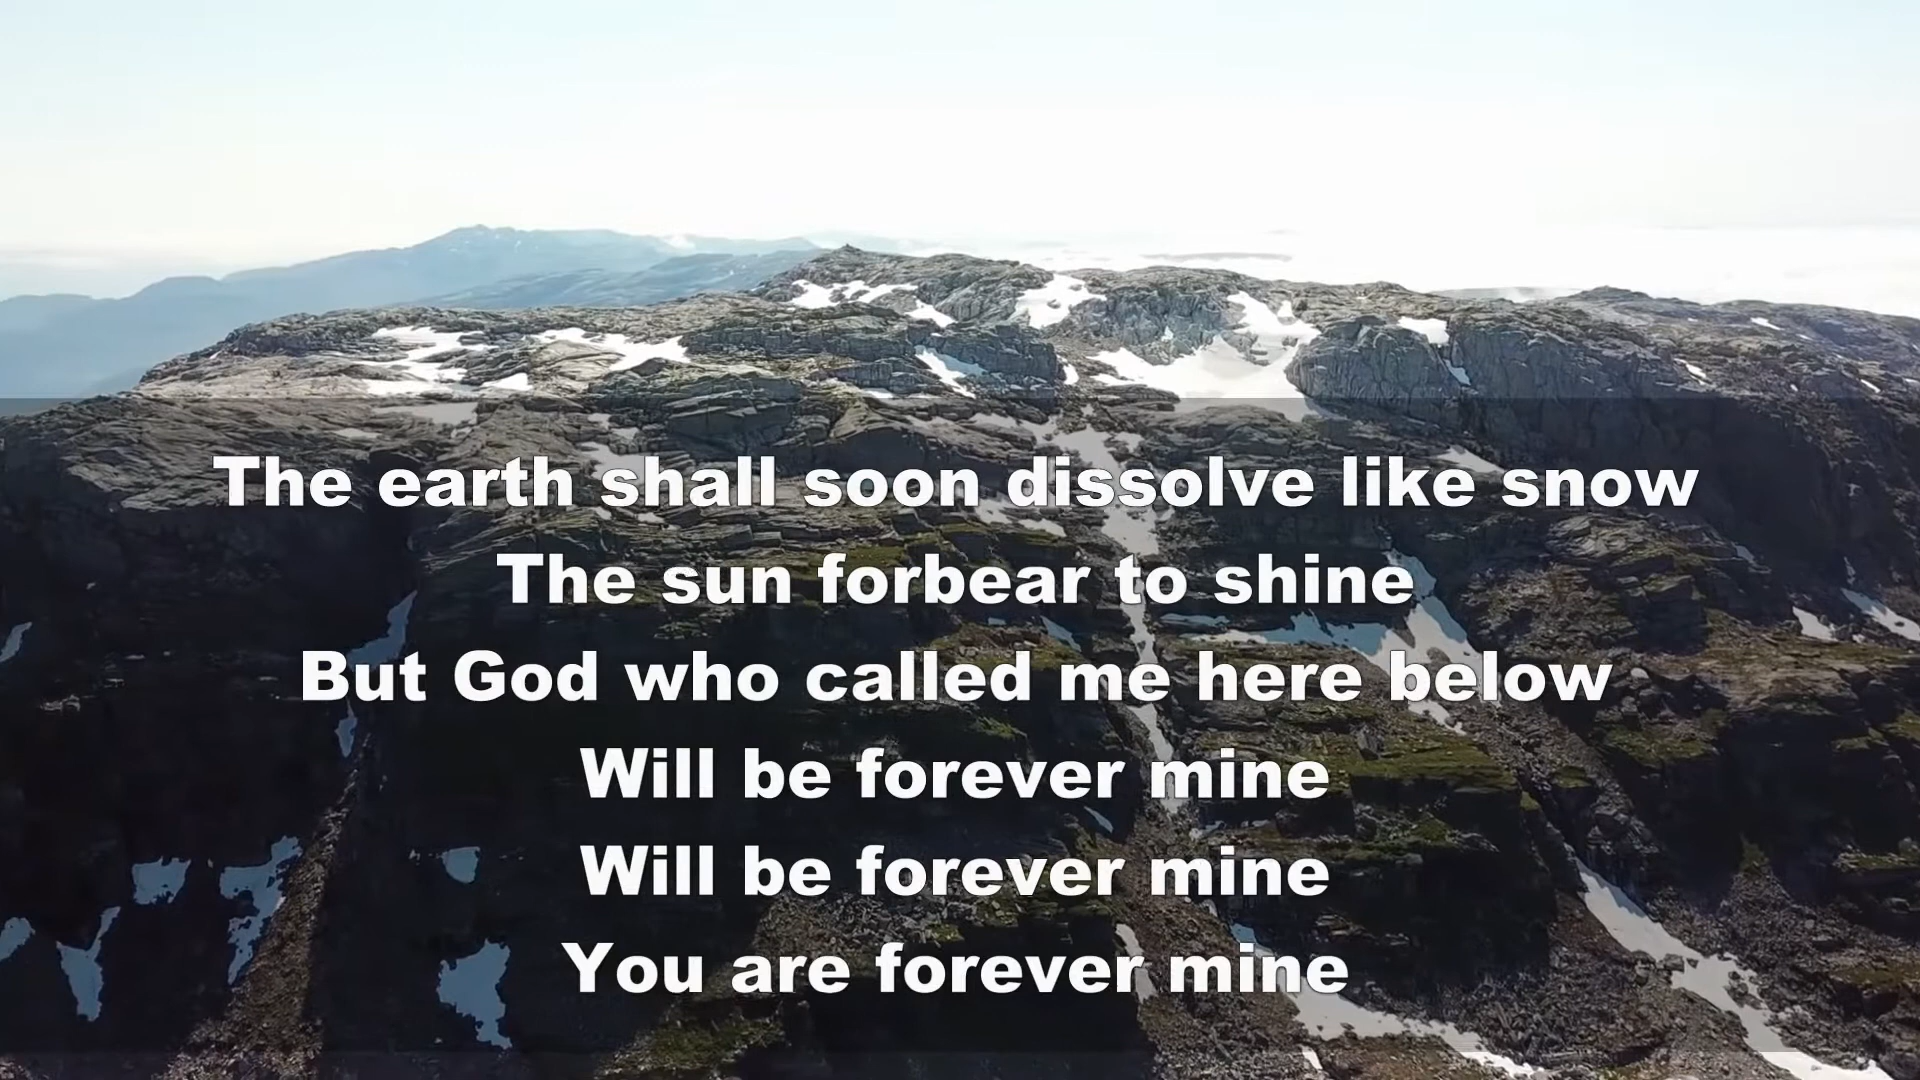 The earth shall soon dissolve like snow
The sun forbear to shine
But God who called me here below
Will be forever mine
Will be forever mine
You are forever mine